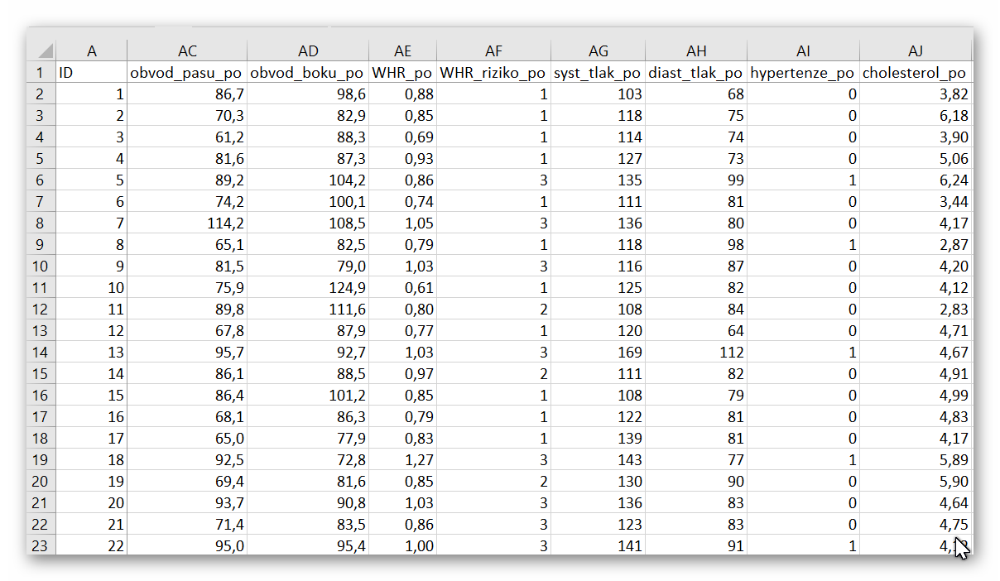 A AC AD AE AF AG AH AI AJ
1 ID obvod_pasu_po obvod_boku_po WHR_po WHR_riziko_po syst_tlak_po diast_tlak_po hypertenze_po cholesterol_po
2 1 86,7 98,6 0,88 1 103 68 0 3,82
3 2 70,3 82,9 0,85 1 118 75 0 6,18
4 3 61,2 88,3 0,69 1 114 74 0 3,90
5 4 81,6 87,3 0,93 1 127 73 0 5,06
6 5 89,2 104,2 0,86 3 135 99 1 6,24
7 6 74,2 100,1 0,74 1 111 81 0 3,44
8 7 114,2 108,5 1,05 3 136 80 0 4,17
9 8 65,1 82,5 0,79 1 118 98 1 2,87
10 9 81,5 79,0 1,03 3 116 87 0 4,20
11 10 75,9 124,9 0,61 1 125 82 0 4,12
12 11 89,8 111,6 0,80 2 108 84 0 2,83
13 12 67,8 87,9 0,77 1 120 64 0 4,71
14 13 95,7 92,7 1,03 3 169 112 1 4,67
15 14 86,1 88,5 0,97 2 111 82 0 4,91
16 15 86,4 101,2 0,85 1 108 79 0 4,99
17 16 68,1 86,3 0,79 1 122 81 0 4,83
18 17 65,0 77,9 0,83 1 139 81 0 4,17
19 18 92,5 72,8 1,27 3 143 77 1 5,89
20 19 69,4 81,6 0,85 2 130 90 0 5,90
21 20 93,7 90,8 1,03 3 136 83 0 4,64
22 21 71,4 83,5 0,86 3 123 83 0 4,75
23 22 95,0 95,4 1,00 3 141 91 1